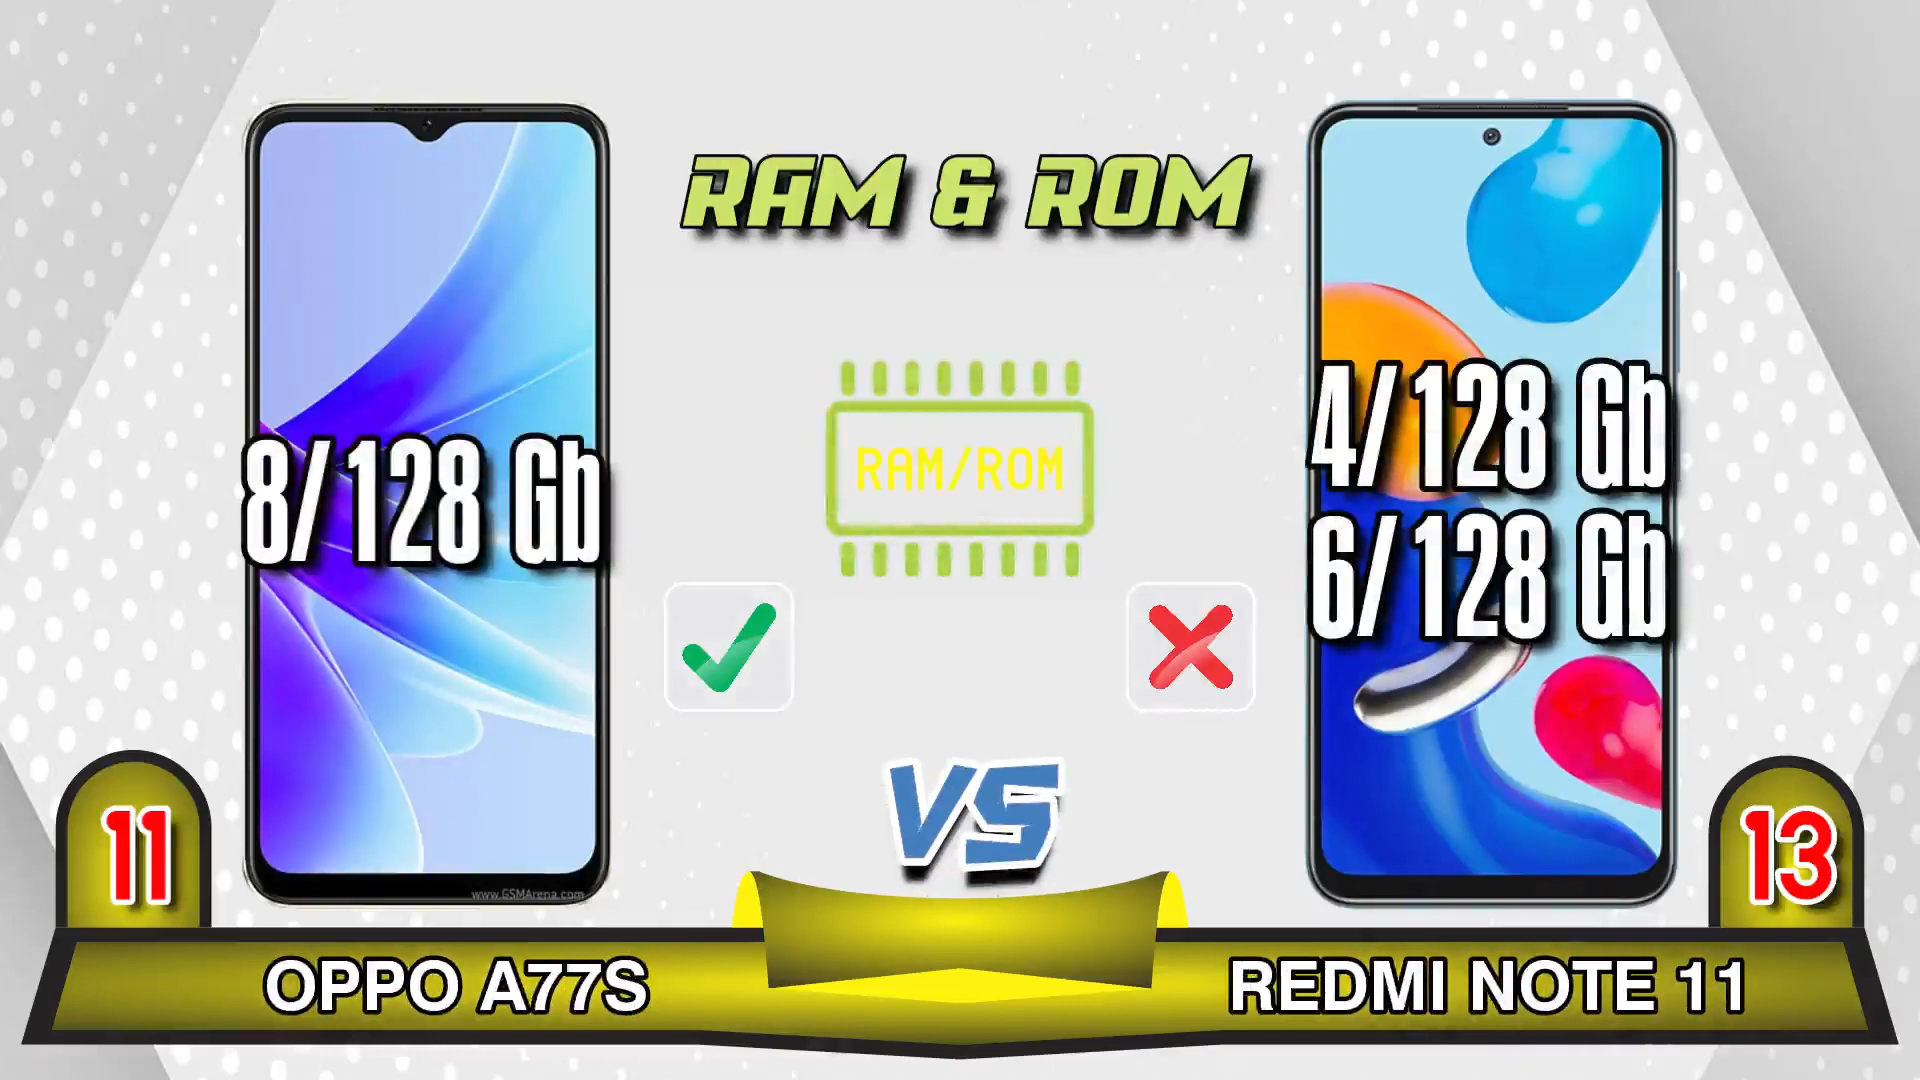 RAM & ROM
8/128 Gb
RAM/ROM
4/128 Gb
6/128 Gb
VS
www.GSMArena.com
11
13
OPPO A77S
REDMI NOTE 11